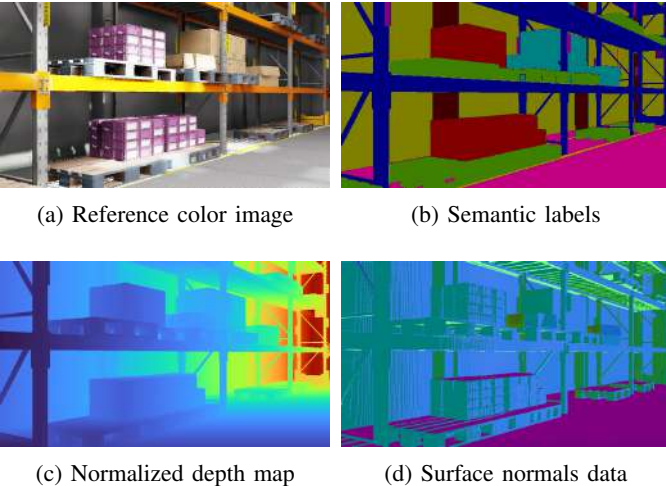 (a) Reference color image
(b) Semantic labels
(c) Normalized depth map
(d) Surface normals data